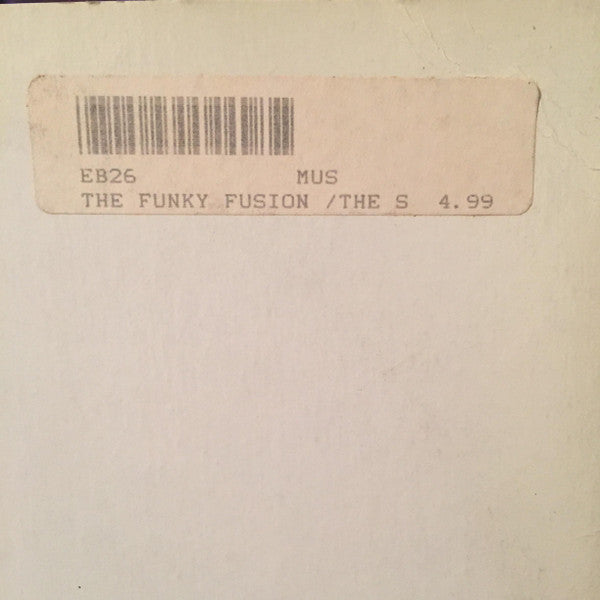 EB26 MUS
THE FUNKY FUSION /THE S 4.99